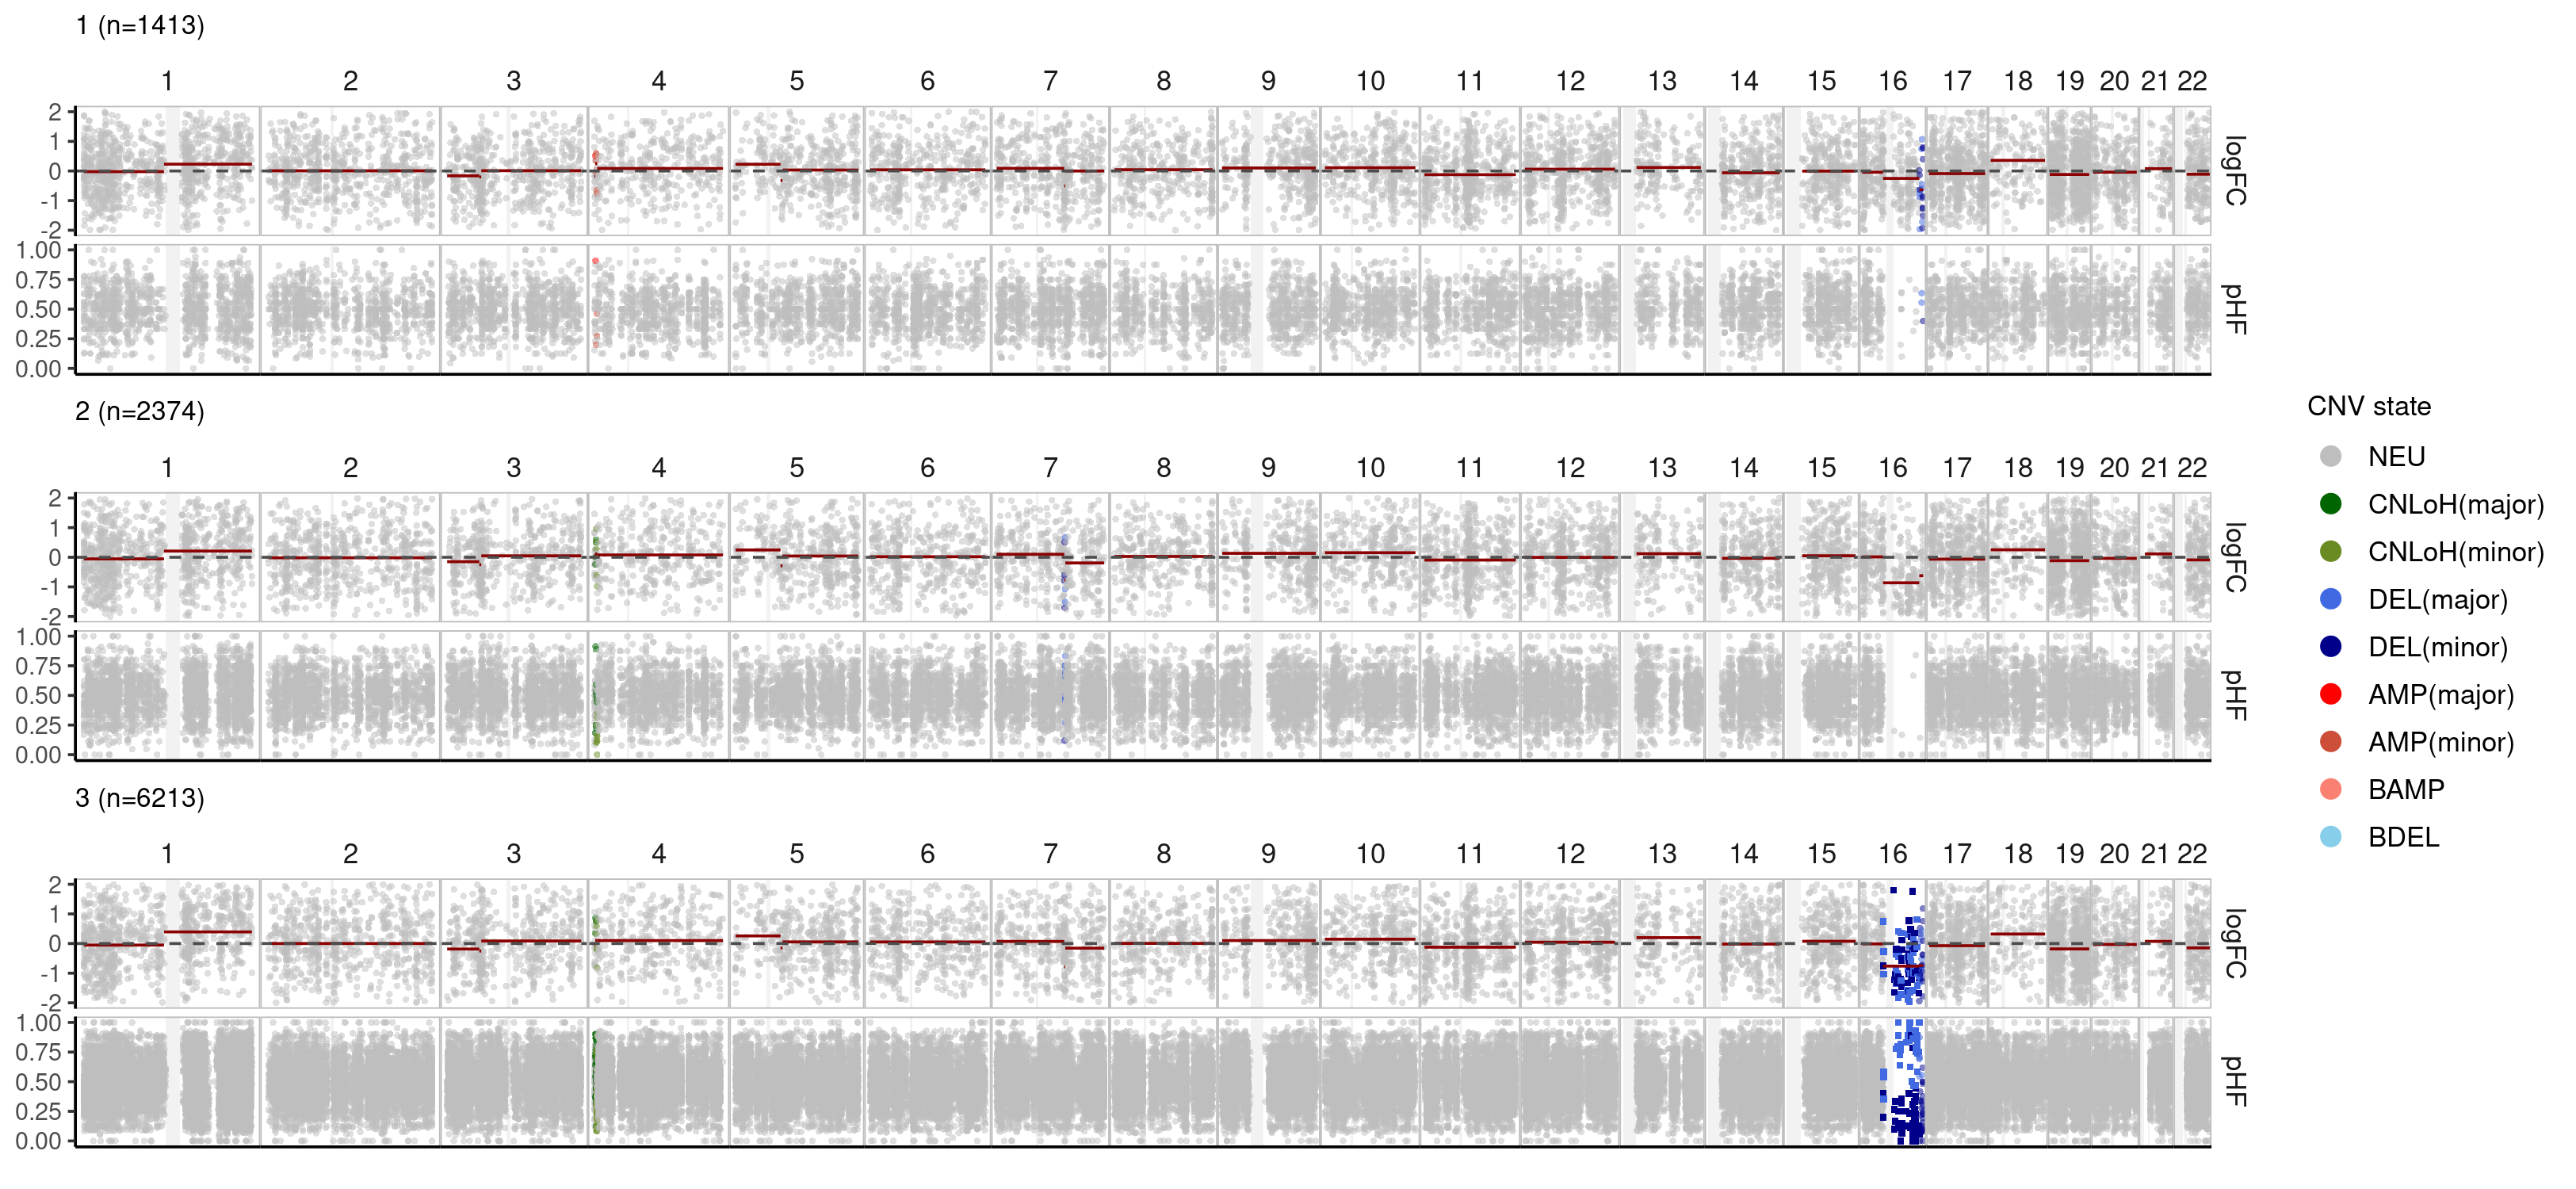 1 (n=1413)
1 2 3 4 5 6 7 8 9 10 11 12 13 14 15 16 17 18 19 20 21 22
2
1
0
-1
-2
logFC
1.00
0.75
0.50
0.25
0.00
pHF
2 (n=2374)
1 2 3 4 5 6 7 8 9 10 11 12 13 14 15 16 17 18 19 20 21 22
2
1
0
-1
-2
logFC
1.00
0.75
0.50
0.25
0.00
pHF
3 (n=6213)
1 2 3 4 5 6 7 8 9 10 11 12 13 14 15 16 17 18 19 20 21 22
2
1
0
-1
-2
logFC
1.00
0.75
0.50
0.25
0.00
pHF
CNV state
NEU
CNLoH(major)
CNLoH(minor)
DEL(major)
DEL(minor)
AMP(major)
AMP(minor)
BAMP
BDEL